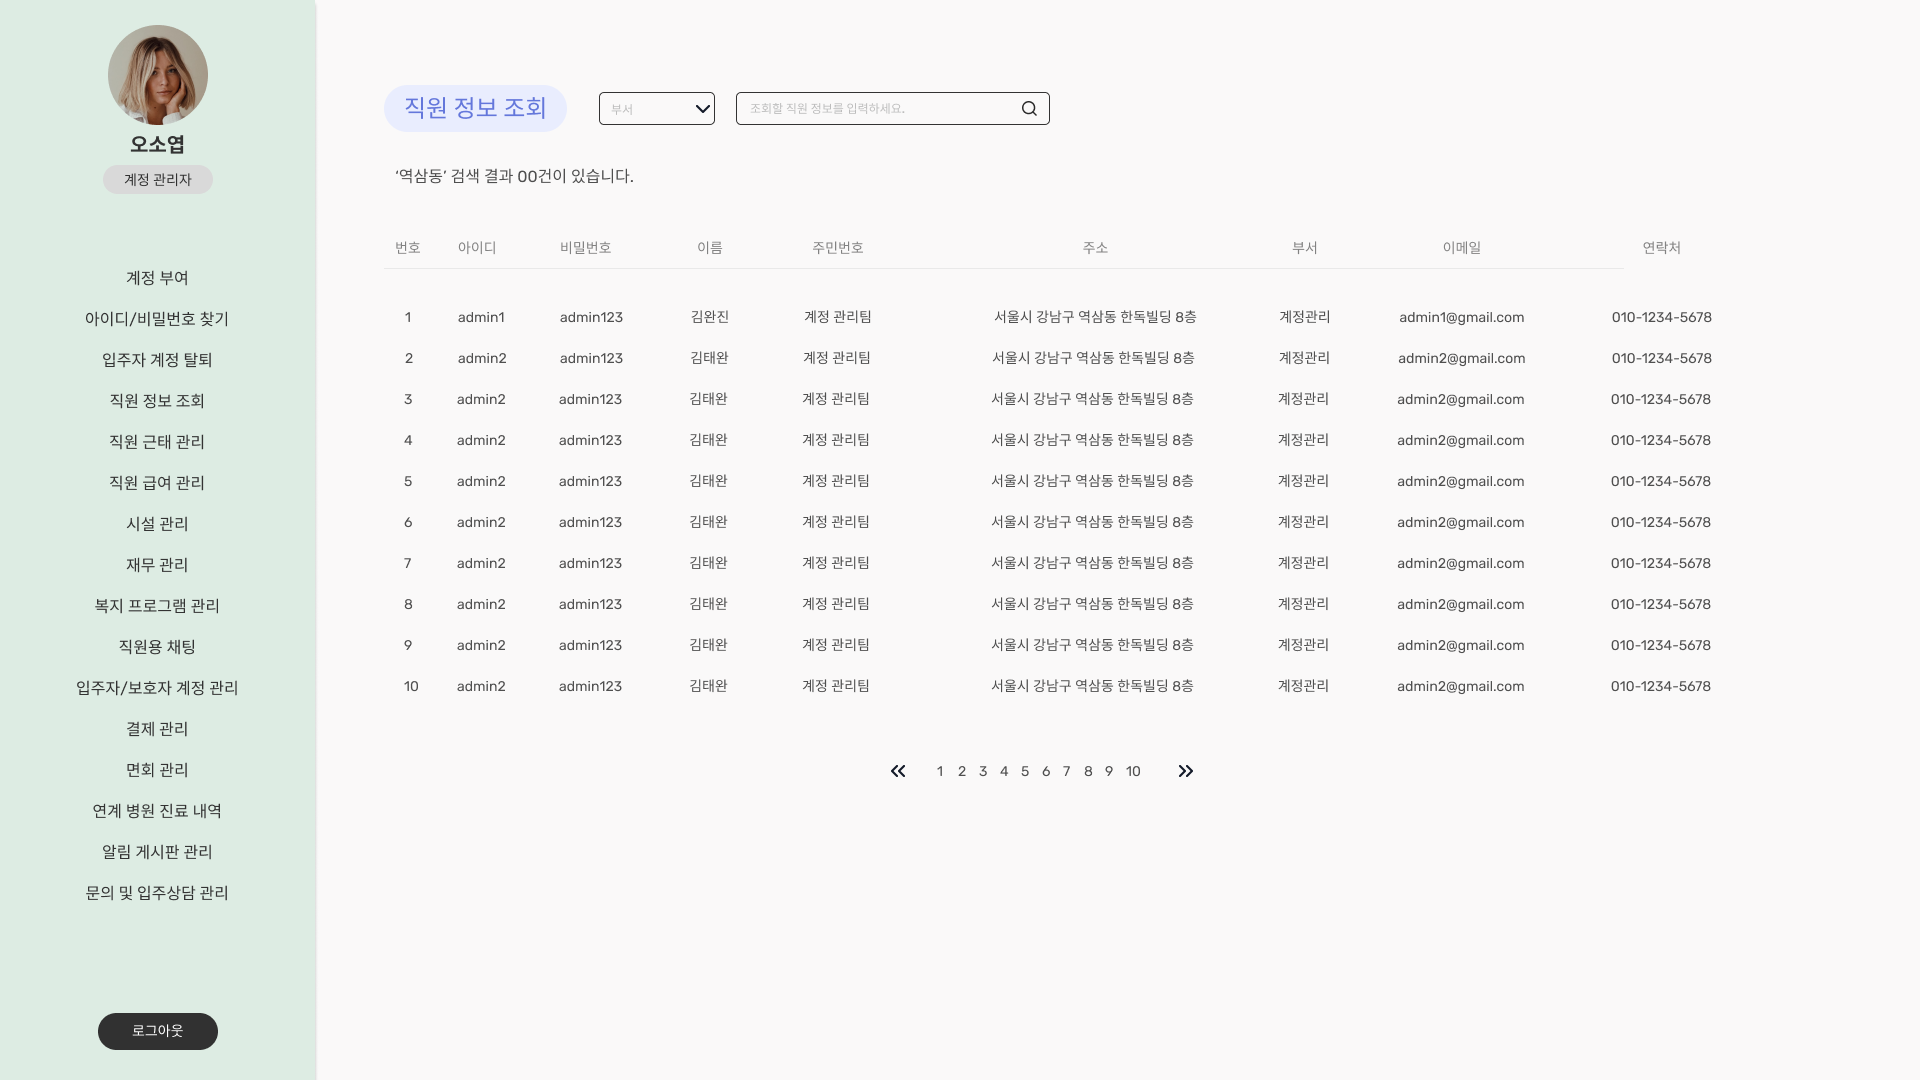 오소엽
계정 관리자
계정 부여
아이디/비밀번호 찾기
입주자 계정 탈퇴
직원 정보 조회
직원 근태 관리
직원 급여 관리
시설 관리
재무 관리
복지 프로그램 관리
직원용 채팅
입주자/보호자 계정 관리
결제 관리
면회 관리
연계 병원 진료 내역
알림 게시판 관리
문의 및 입주상담 관리
로그아웃
직원 정보 조회 부서 조회할 직원 정보를 입력하세요.
‘역삼동’ 검색 결과 00건이 있습니다.
번호 아이디 비밀번호 이름 주민번호 주소 부서 이메일 연락처
1 admin1 admin123 김완진 계정 관리팀 서울시 강남구 역삼동 한독빌딩 8층 계정관리 admin1@gmail.com 010-1234-5678
2 admin2 admin123 김태완 계정 관리팀 서울시 강남구 역삼동 한독빌딩 8층 계정관리 admin2@gmail.com 010-1234-5678
3 admin2 admin123 김태완 계정 관리팀 서울시 강남구 역삼동 한독빌딩 8층 계정관리 admin2@gmail.com 010-1234-5678
4 admin2 admin123 김태완 계정 관리팀 서울시 강남구 역삼동 한독빌딩 8층 계정관리 admin2@gmail.com 010-1234-5678
5 admin2 admin123 김태완 계정 관리팀 서울시 강남구 역삼동 한독빌딩 8층 계정관리 admin2@gmail.com 010-1234-5678
6 admin2 admin123 김태완 계정 관리팀 서울시 강남구 역삼동 한독빌딩 8층 계정관리 admin2@gmail.com 010-1234-5678
7 admin2 admin123 김태완 계정 관리팀 서울시 강남구 역삼동 한독빌딩 8층 계정관리 admin2@gmail.com 010-1234-5678
8 admin2 admin123 김태완 계정 관리팀 서울시 강남구 역삼동 한독빌딩 8층 계정관리 admin2@gmail.com 010-1234-5678
9 admin2 admin123 김태완 계정 관리팀 서울시 강남구 역삼동 한독빌딩 8층 계정관리 admin2@gmail.com 010-1234-5678
10 admin2 admin123 김태완 계정 관리팀 서울시 강남구 역삼동 한독빌딩 8층 계정관리 admin2@gmail.com 010-1234-5678
1 2 3 4 5 6 7 8 9 10